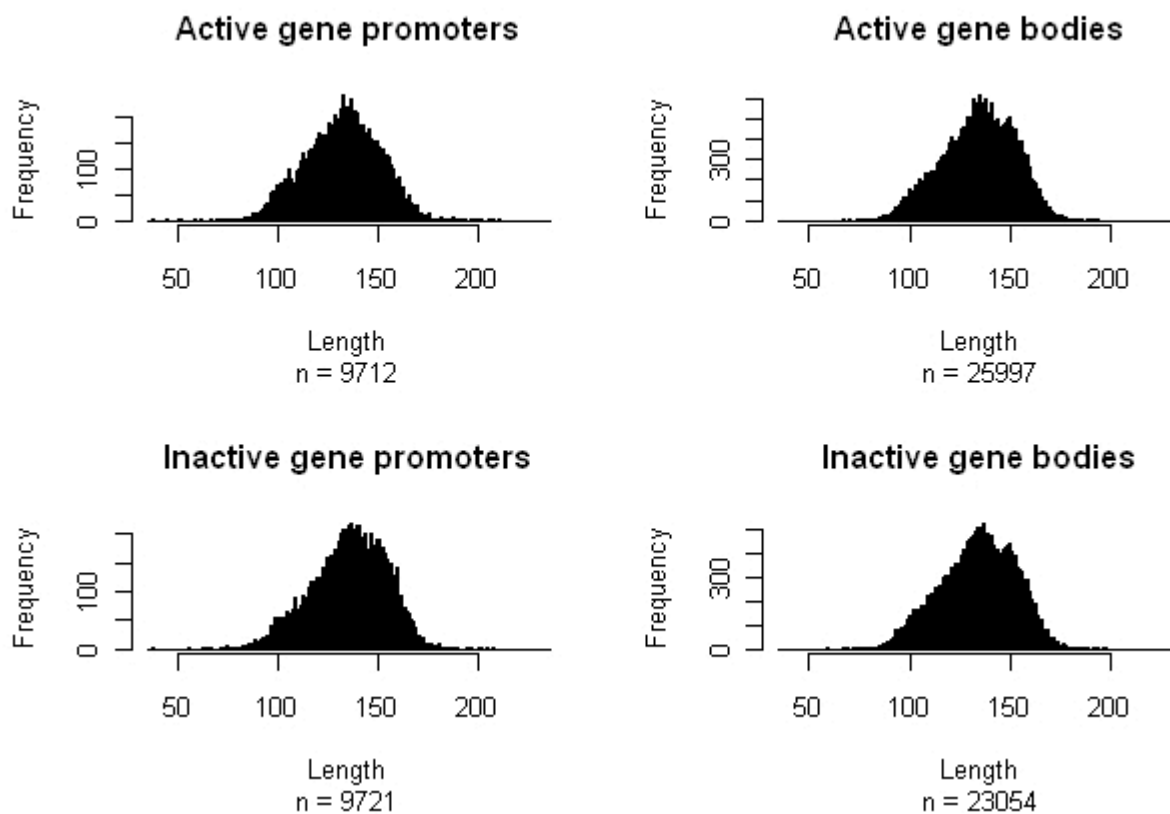 Active gene promoters
Frequency
0 100
50 100 150 200
Length
n = 9712
Active gene bodies
Frequency
0 300
50 100 150 200
Length
n = 25997
Inactive gene promoters
Frequency
0 100
50 100 150 200
Length
n = 9721
Inactive gene bodies
Frequency
0 300
50 100 150 200
Length
n = 23054